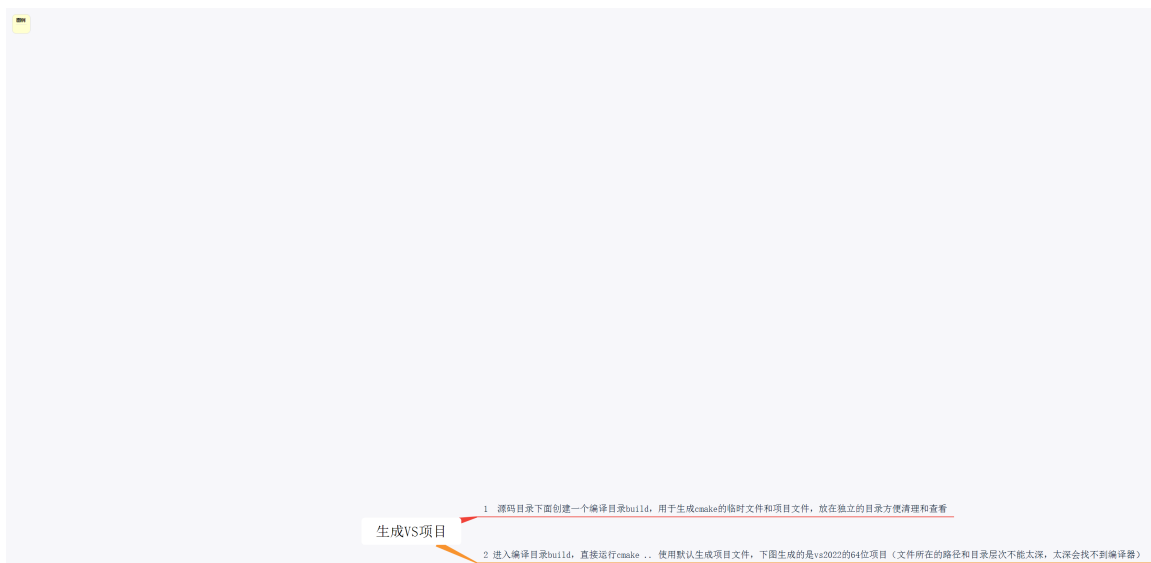 1 源码目录下面创建一个编译目录build，用于生成cmake的临时文件和项目文件，放在独立的目录方便清理和查看
生成VS项目
2 进入编译目录build，直接运行cmake .. 使用默认生成项目文件，下图生成的是vs2022的64位项目（文件所在的路径和目录层次不能太深，太深会找不到编译器）